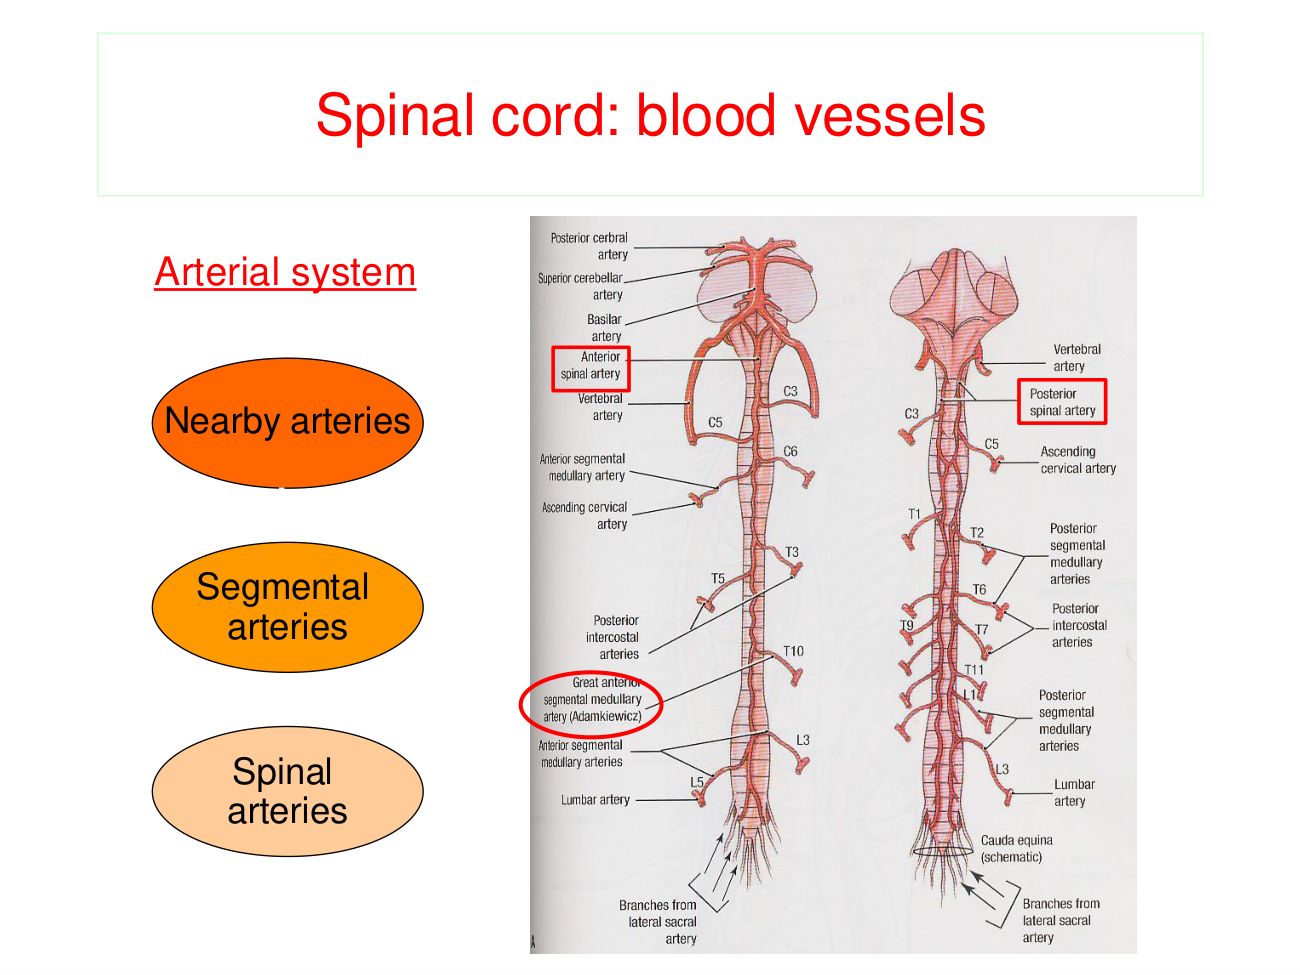 Spinal cord: blood vessels
Arterial system
Nearby arteries
Segmental
arteries
Spinal
arteries
Posterior cerbral
artery
Superior cerebellar
artery
Basilar
artery
Anterior
spinal artery
Vertebral
artery
C3
C5
C6
Anterior segmental
medullary artery
Ascending cervical
artery
T3
T5
Posterior
intercostal
arteries
T10
Great anterior
segmental medullary
artery (Adamkiewicz)
Anterior segmental
medullary arteries
L3
L5
Lumbar artery
Branches from
lateral sacral
artery
A
Vertebral
artery
Posterior
spinal artery
C3
C5
Ascending
cervical artery
T1
T2
Posterior
segmental
medullary
arteries
T6
Posterior
intercostal
arteries
T9
T7
T11
L1
Posterior
segmental
medullary
arteries
L3
Lumbar
artery
Cauda equina
(schematic)
Branches from
lateral sacral
artery